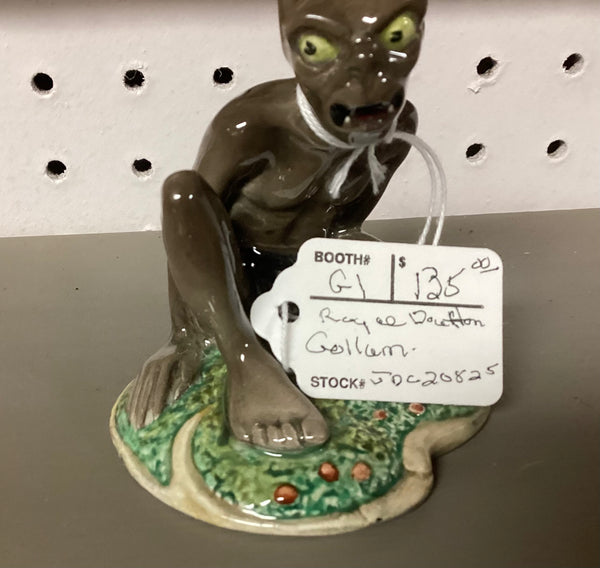 BOOTH# $
G1 135 00
Royal Doulton
Gollum.
STOCK# JDC20825